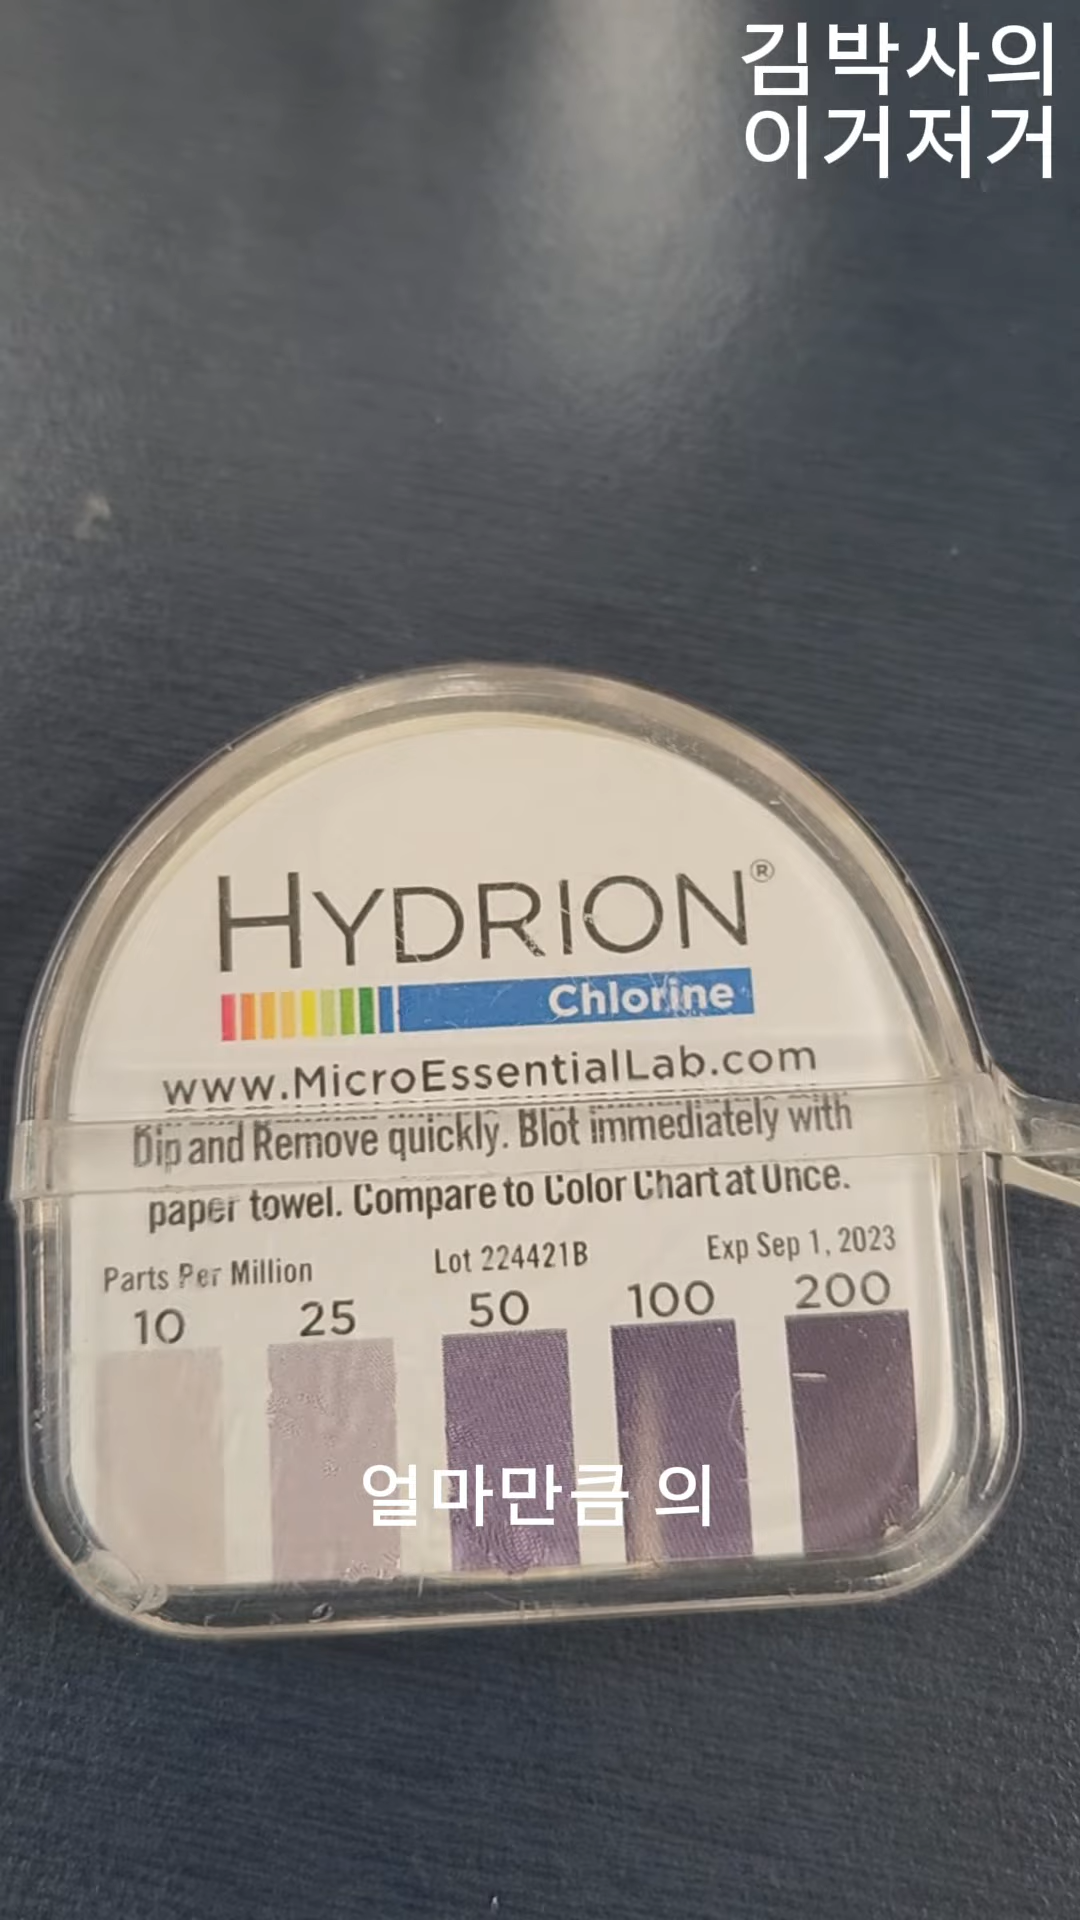 김박사의
이거저거
HYDRION®
Chlorine
www.MicroEssentialLab.com
Dip and Remove quickly. Blot immediately with
paper towel. Compare to Color Chart at Once.
Parts Per Million Lot 224421B Exp Sep 1, 2023
10 25 50 100 200
얼마만큼 의